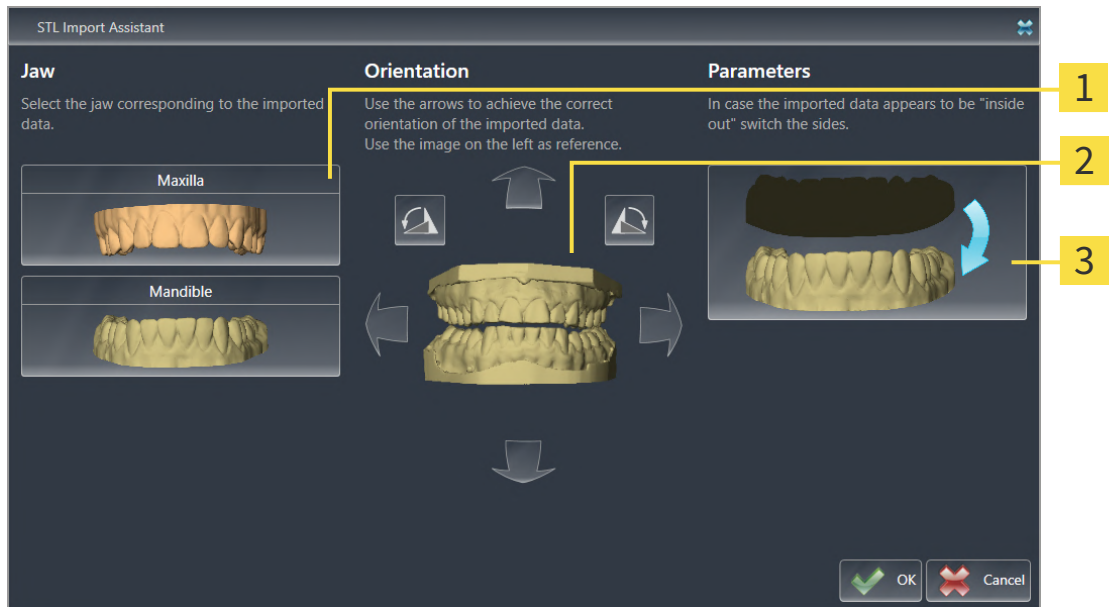 STL Import Assistant
Jaw
Select the jaw corresponding to the imported
data.
Maxilla
Mandible
Orientation
Use the arrows to achieve the correct
orientation of the imported data.
Use the image on the left as reference.
Parameters
In case the imported data appears to be "inside
out" switch the sides.
1
2
3
OK
Cancel